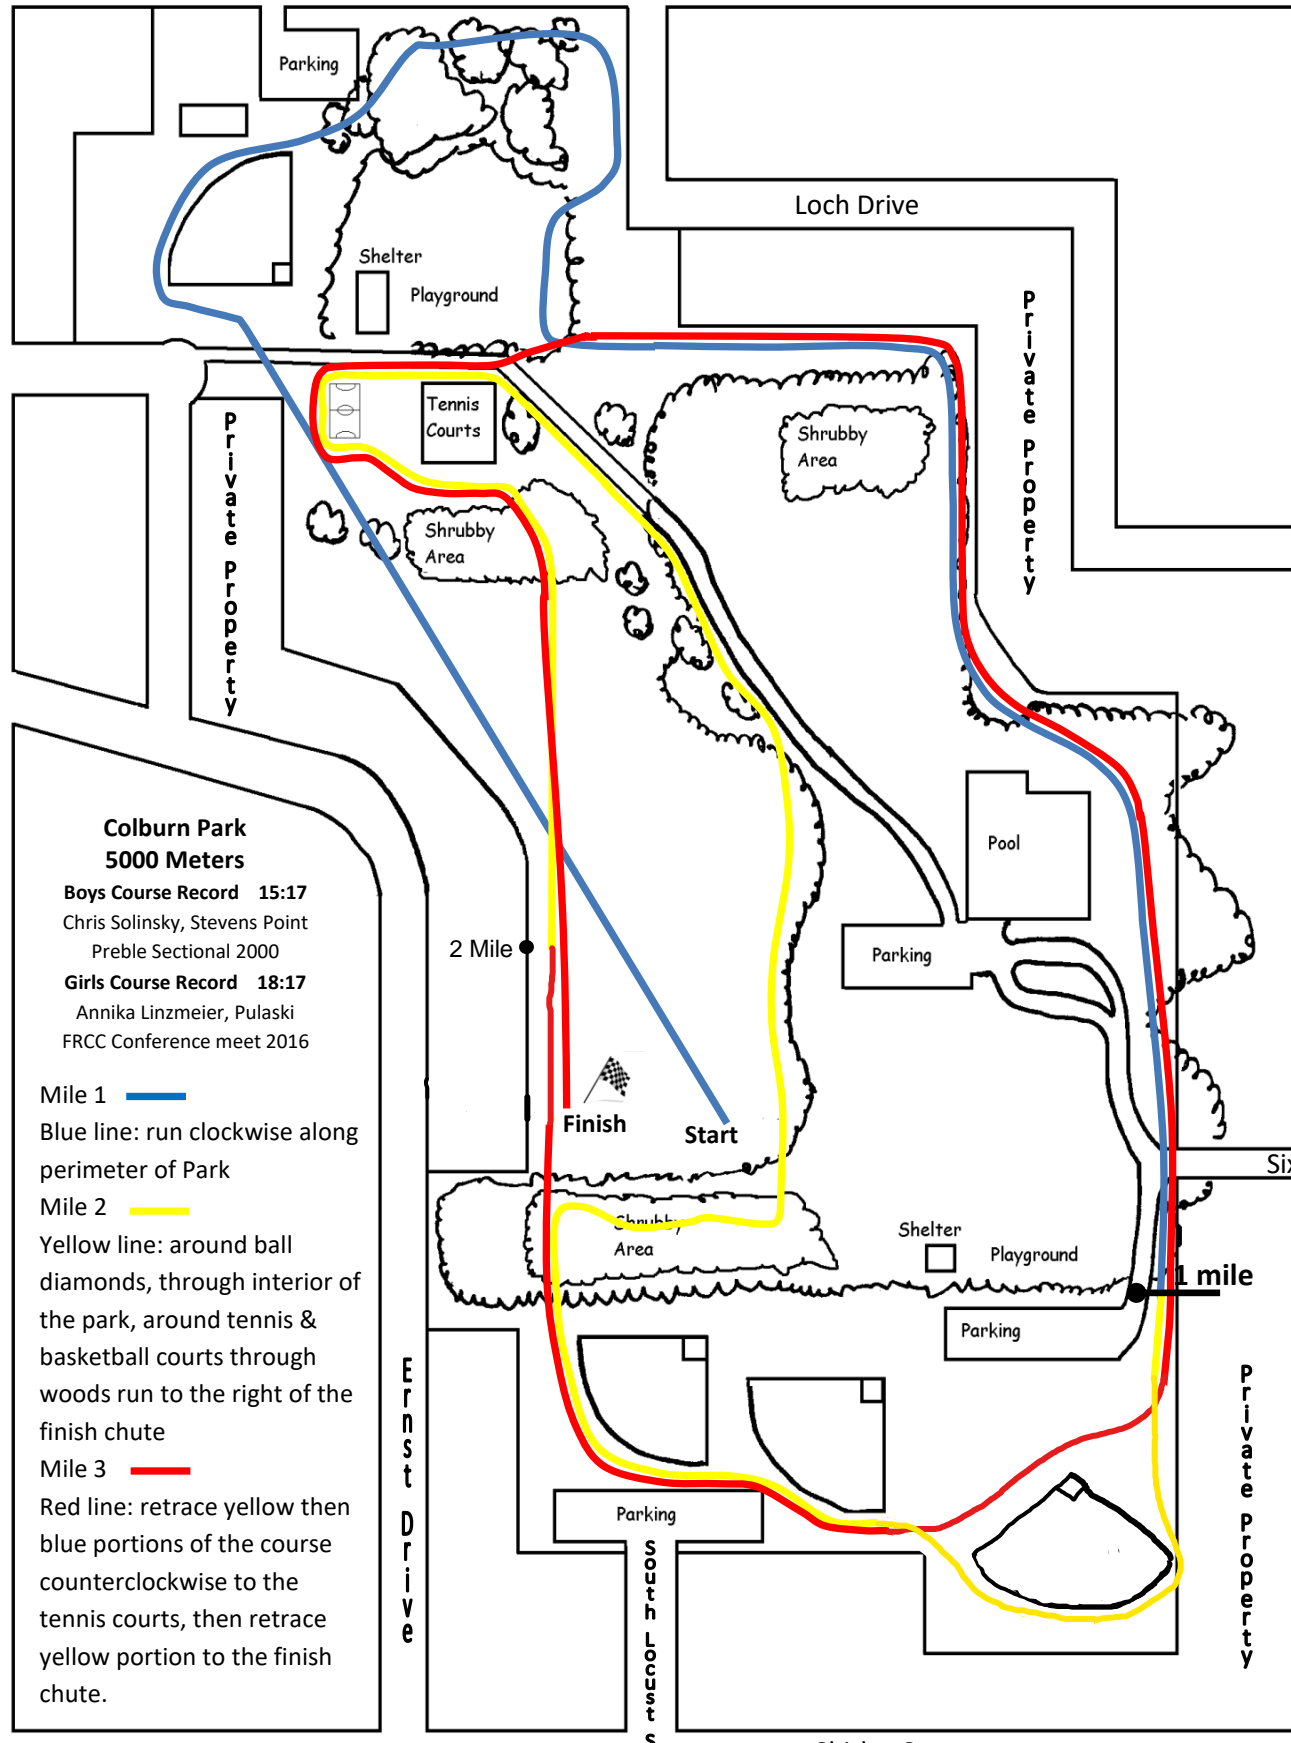 Parking
Loch Drive
Shelter
Playground
Private Property
Tennis
Courts
Shrubby
Area
Private Property
Shrubby
Area
Pool
Colburn Park
5000 Meters
Boys Course Record 15:17
Chris Solinsky, Stevens Point
Preble Sectional 2000
Girls Course Record 18:17
Annika Linzmeier, Pulaski
FRCC Conference meet 2016
2 Mile
Parking
Finish
Start
Mile 1
Blue line: run clockwise along
perimeter of Park
Mile 2
Yellow line: around ball
diamonds, through interior of
the park, around tennis &
basketball courts through
woods run to the right of the
finish chute
Mile 3
Red line: retrace yellow then
blue portions of the course
counterclockwise to the
tennis courts, then retrace
yellow portion to the finish
chute.
Six
Shrubby
Area
Shelter
Playground
1 mile
Parking
Ernst Drive
Private Property
Parking
South Locust S